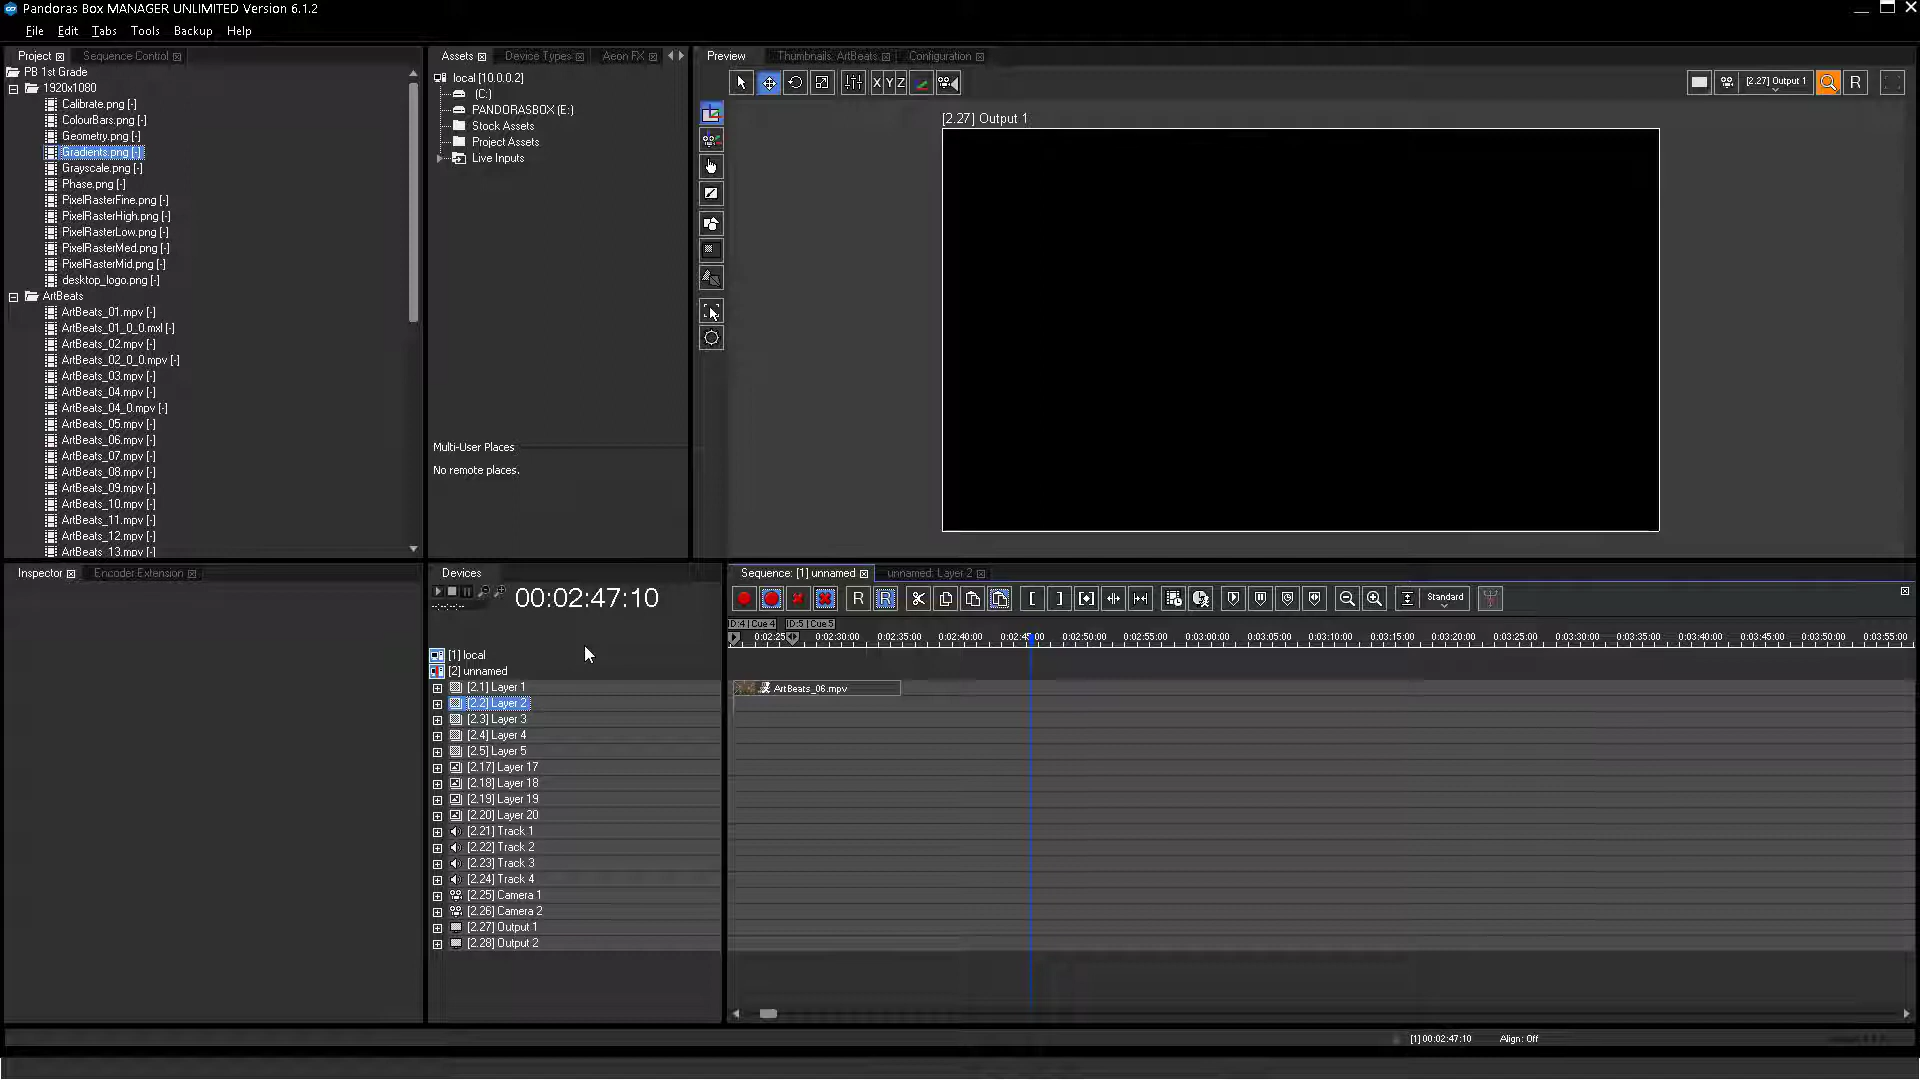 Pandoras Box MANAGER UNLIMITED Version 6.1.2
File Edit Tabs Tools Backup Help
Project Sequence Control
PB 1st Grade
1920x1080
Calibrate.png [-]
ColourBars.png [-]
Geometry.png [-]
Gradients.png [-]
Grayscale.png [-]
Phase.png [-]
PixelRasterFine.png [-]
PixelRasterHigh.png [-]
PixelRasterLow.png [-]
PixelRasterMed.png [-]
PixelRasterMid.png [-]
desktop_logo.png [-]
ArtBeats
ArtBeats_01.mpv [-]
ArtBeats_01_0_0.mxl [-]
ArtBeats_02.mpv [-]
ArtBeats_02_0_0.mpv [-]
ArtBeats_03.mpv [-]
ArtBeats_04.mpv [-]
ArtBeats_04_0.mpv [-]
ArtBeats_05.mpv [-]
ArtBeats_06.mpv [-]
ArtBeats_07.mpv [-]
ArtBeats_08.mpv [-]
ArtBeats_09.mpv [-]
ArtBeats_10.mpv [-]
ArtBeats_11.mpv [-]
ArtBeats_12.mpv [-]
ArtBeats_13.mpv [-]
Assets Device Types Aeon FX
local [10.0.0.2]
(C:)
PANDORASBOX (E:)
Stock Assets
Project Assets
Live Inputs
Multi-User Places
No remote places.
Preview Thumbnails: ArtBeats Configuration
X Y Z
[2.27] Output 1
R
[2.27] Output 1
Inspector Encoder Extension
Devices
00:02:47:10
--:--:--:--
[1] local
[2] unnamed
[2.1] Layer 1
[2.2] Layer 2
[2.3] Layer 3
[2.4] Layer 4
[2.5] Layer 5
[2.17] Layer 17
[2.18] Layer 18
[2.19] Layer 19
[2.20] Layer 20
[2.21] Track 1
[2.22] Track 2
[2.23] Track 3
[2.24] Track 4
[2.25] Camera 1
[2.26] Camera 2
[2.27] Output 1
[2.28] Output 2
Sequence: [1] unnamed unnamed: Layer 2
R R Standard
ID:4 | Cue 4 ID:5 | Cue 5
0:02:25 0:02:30:00 0:02:35:00 0:02:40:00 0:02:45:00 0:02:50:00 0:02:55:00 0:03:00:00 0:03:05:00 0:03:10:00 0:03:15:00 0:03:20:00 0:03:25:00 0:03:30:00 0:03:35:00 0:03:40:00 0:03:45:00 0:03:50:00 0:03:55:00
ArtBeats_06.mpv
[1] 00:02:47:10 Align: Off